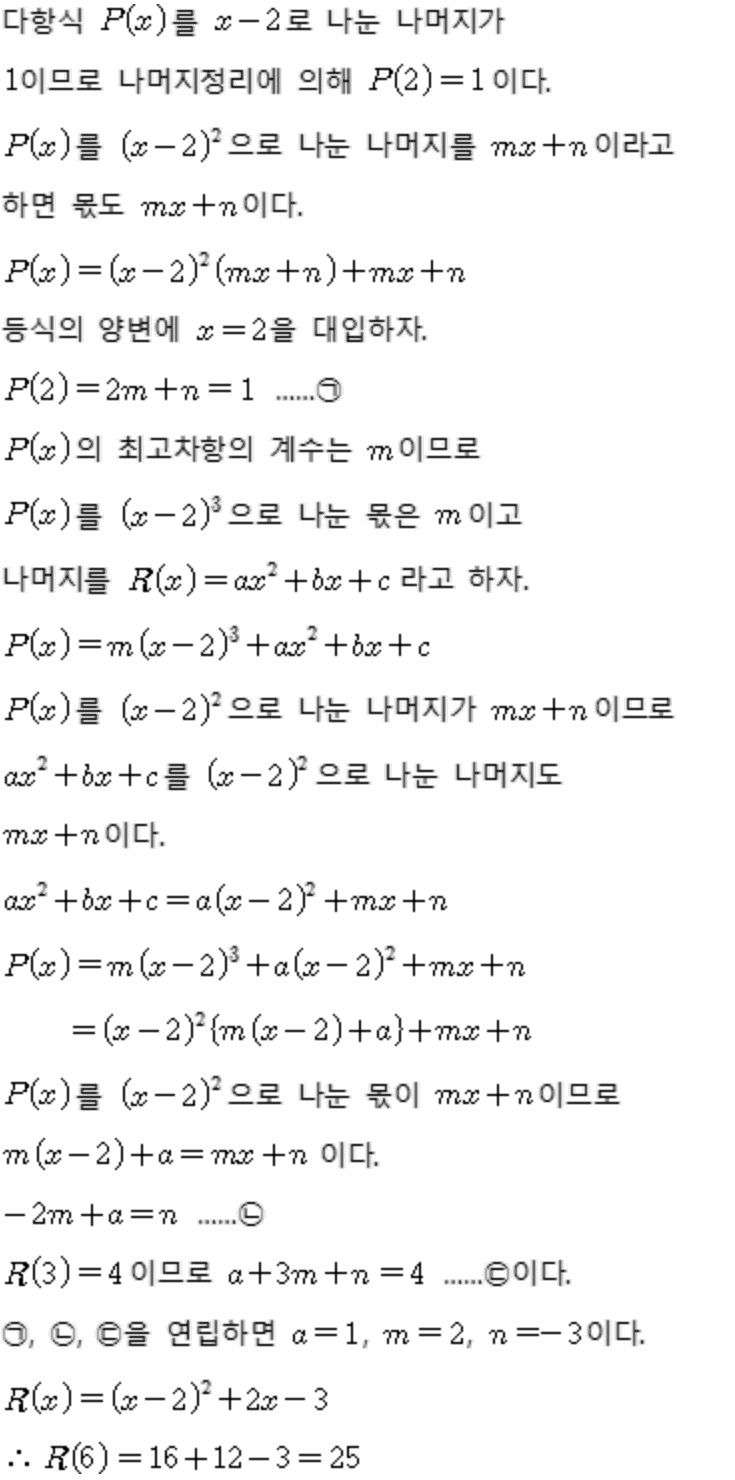 다항식 P(x)를 x−2로 나눈 나머지가
1이므로 나머지정리에 의해 P(2)=1이다.
P(x)를 (x−2)²으로 나눈 나머지를 mx+n이라고
하면 몫도 mx+n이다.
P(x)=(x−2)²(mx+n)+mx+n
등식의 양변에 x=2을 대입하자.
P(2)=2m+n=1 ……㉠
P(x)의 최고차항의 계수는 m이므로
P(x)를 (x−2)³으로 나눈 몫은 m이고
나머지를 R(x)=ax²+bx+c라고 하자.
P(x)=m(x−2)³+ax²+bx+c
P(x)를 (x−2)²으로 나눈 나머지가 mx+n이므로
ax²+bx+c를 (x−2)²으로 나눈 나머지도
mx+n이다.
ax²+bx+c=a(x−2)²+mx+n
P(x)=m(x−2)³+a(x−2)²+mx+n
=(x−2)²{m(x−2)+a}+mx+n
P(x)를 (x−2)²으로 나눈 몫이 mx+n이므로
m(x−2)+a=mx+n 이다.
−2m+a=n ……㉡
R(3)=4이므로 a+3m+n=4 ……㉢이다.
㉠, ㉡, ㉢을 연립하면 a=1, m=2, n=−3이다.
R(x)=(x−2)²+2x−3
∴ R(6)=16+12−3=25